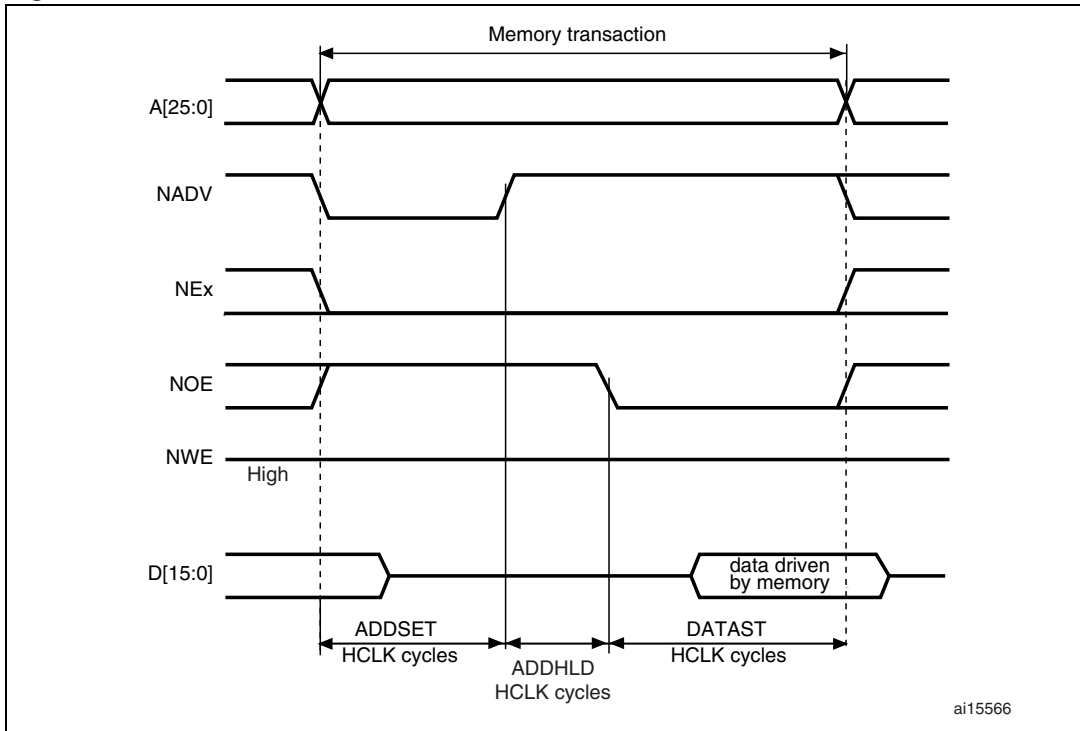 Memory transaction
A[25:0]
NADV
NEx
NOE
NWE
High
D[15:0]
data driven
by memory
ADDSET
HCLK cycles
ADDHLD
HCLK cycles
DATAST
HCLK cycles
ai15566